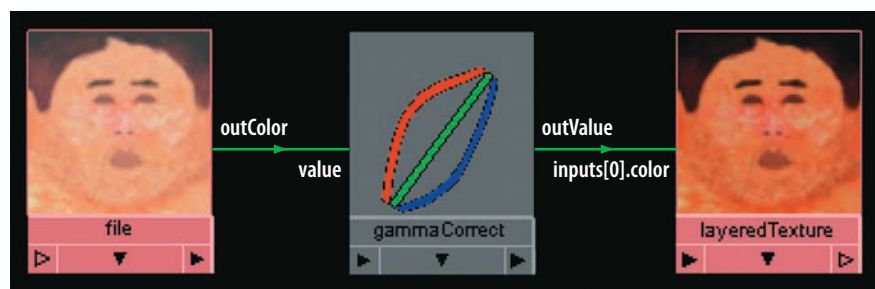 outColor
value
outValue
inputs[0].color
file
gammaCorrect
layeredTexture